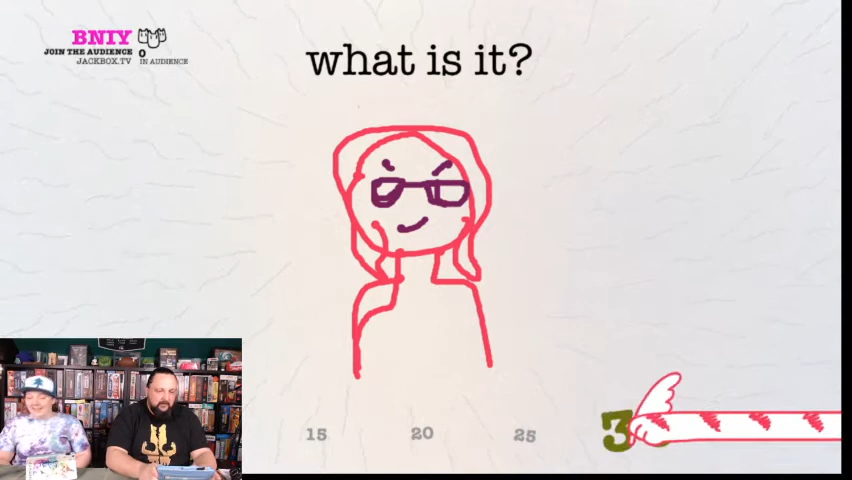 BNIY
JOIN THE AUDIENCE
JACKBOX.TV
0
IN AUDIENCE
what is it?
15
20
25
3